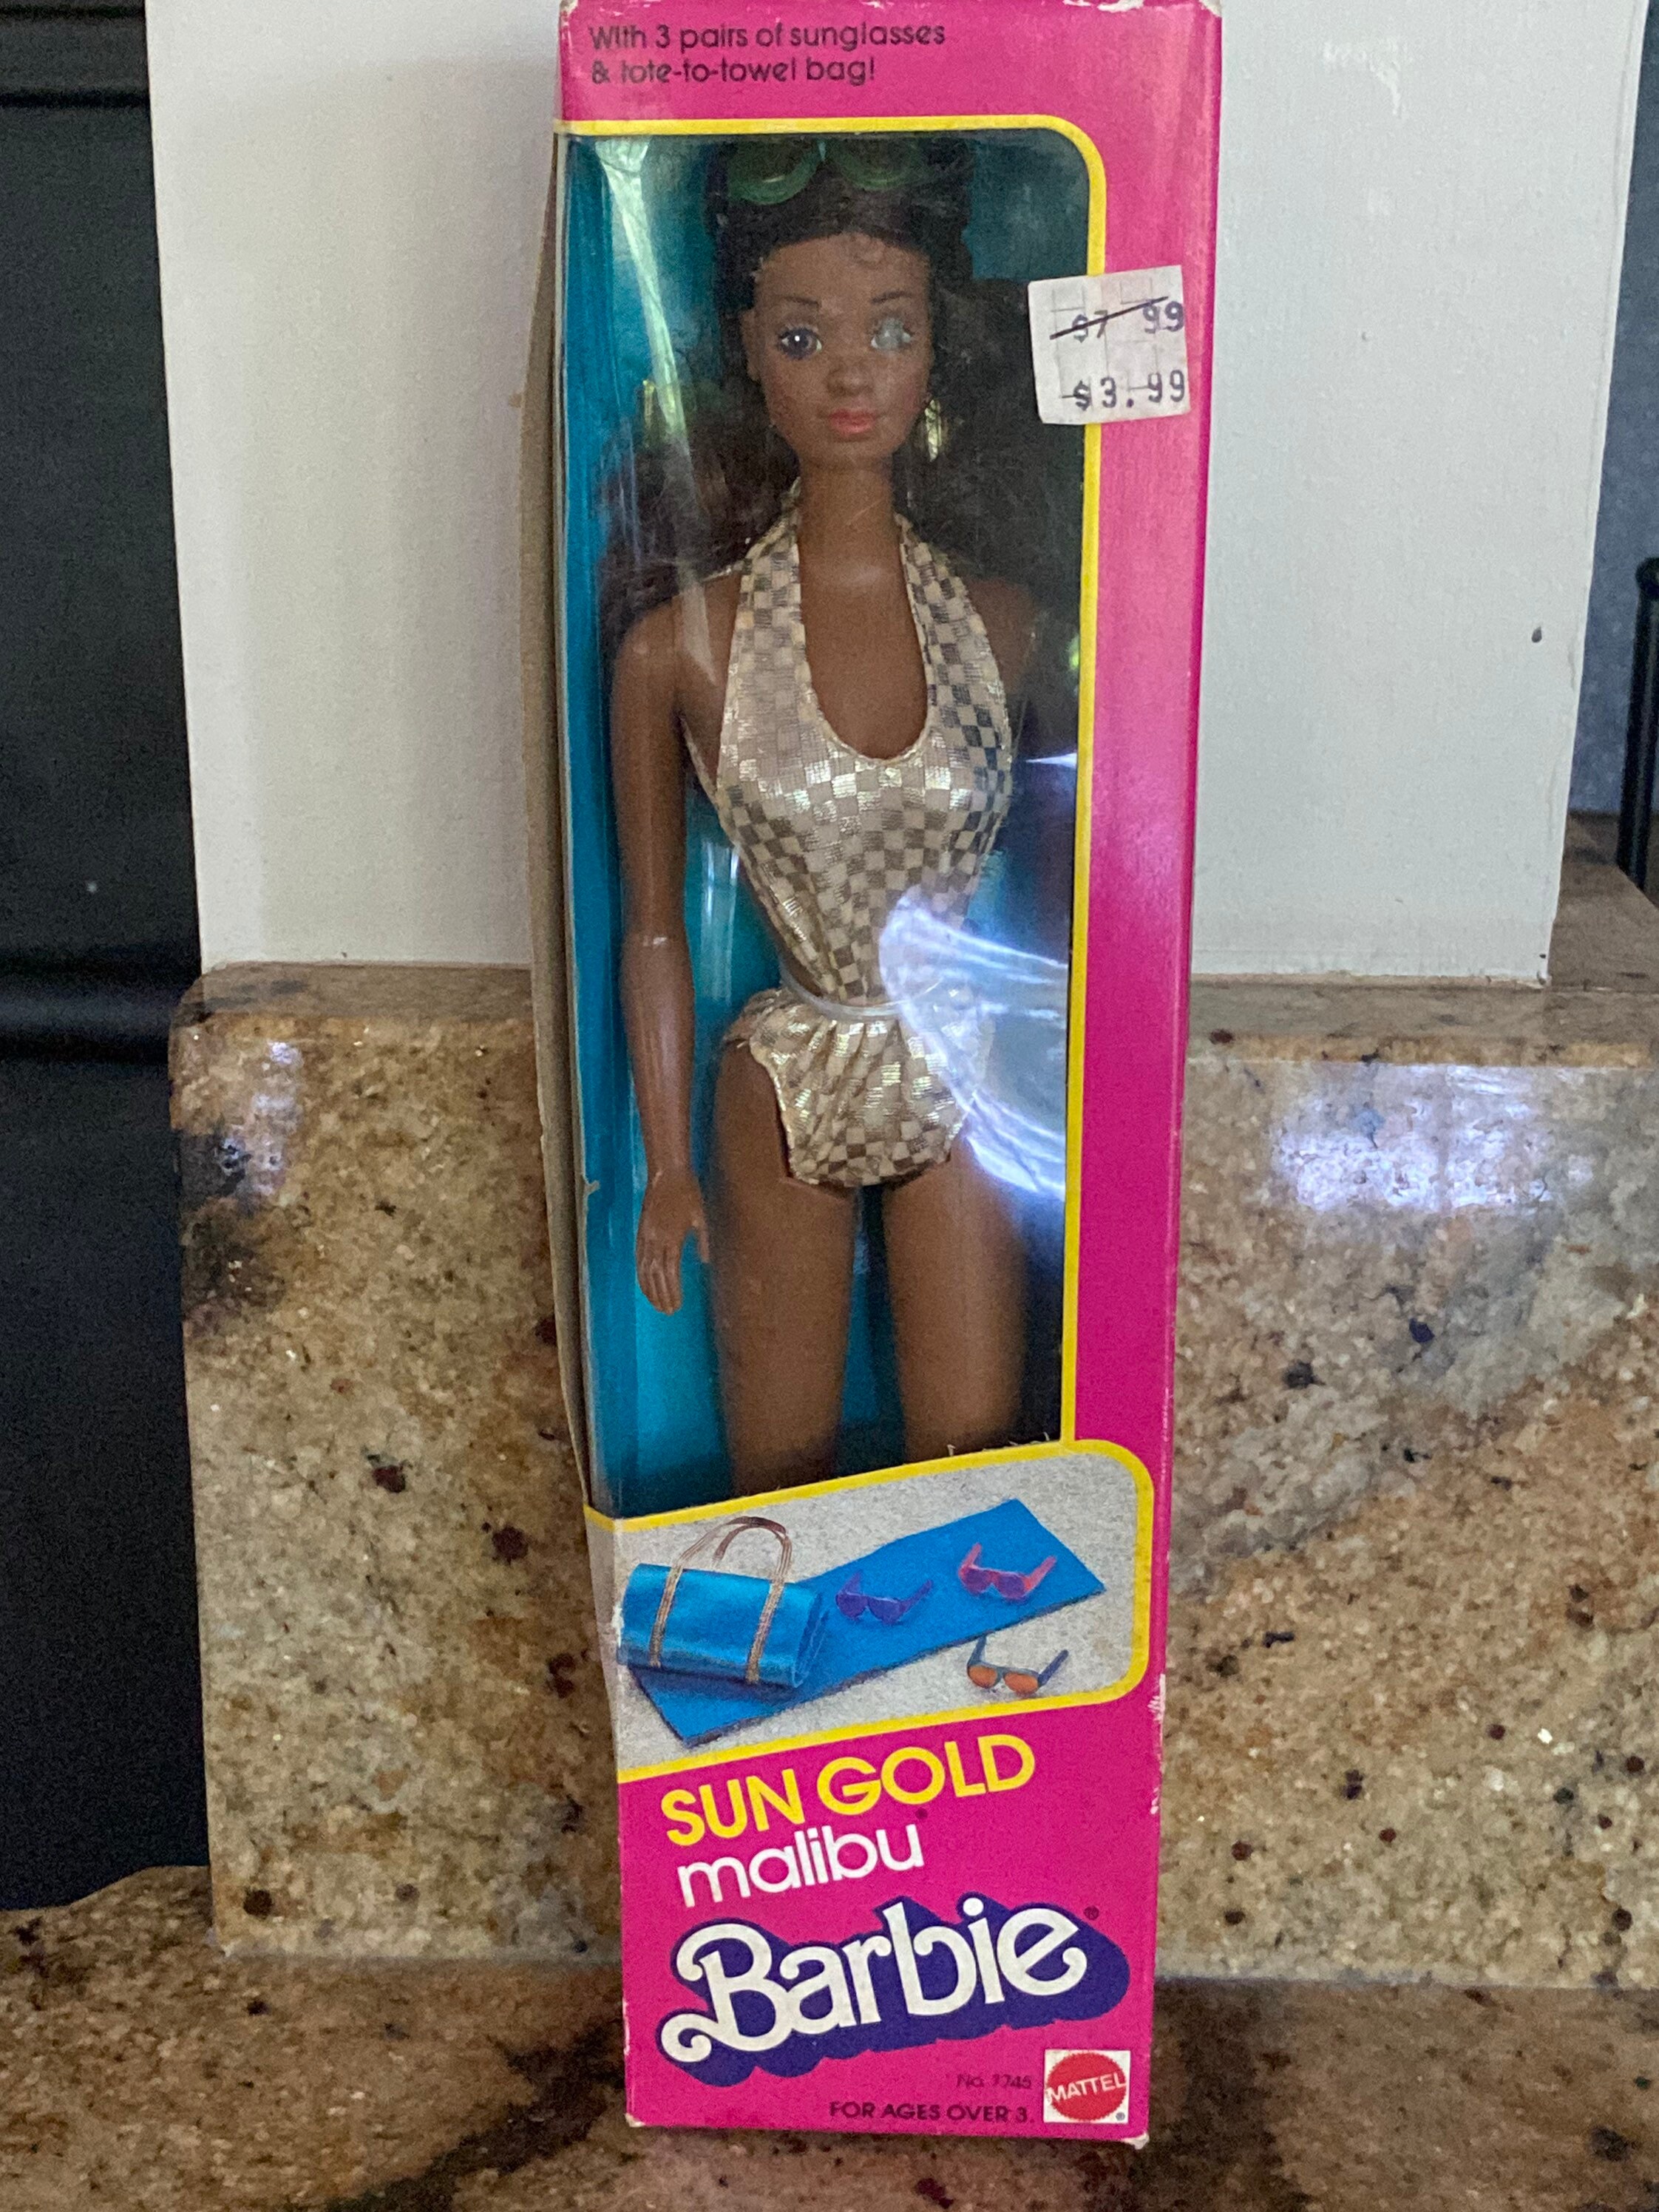 With 3 pairs of sunglasses
& tote-to-towel bag!
$7 99
$3.99
SUN GOLD
malibu
Barbie®
No. 7745
FOR AGES OVER 3.
MATTEL
®